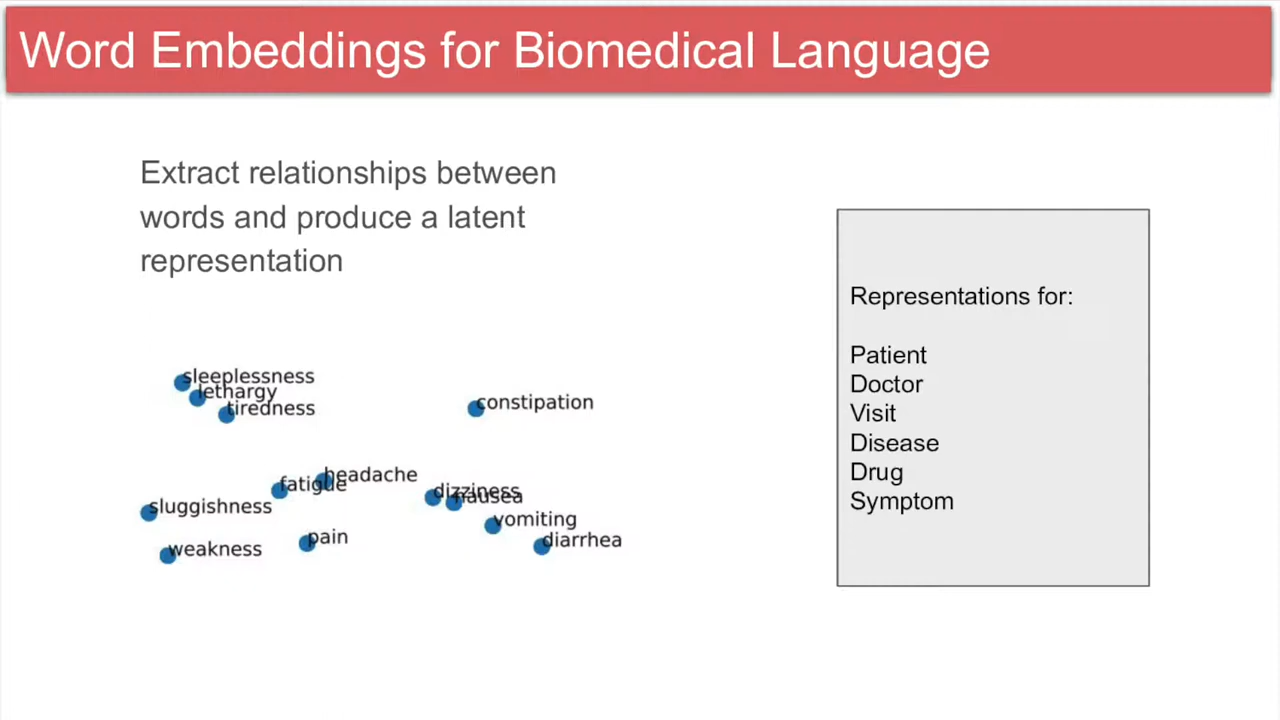 Word Embeddings for Biomedical Language
Extract relationships between
words and produce a latent
representation
sleeplessness
lethargy
tiredness
constipation
headache
fatigue
dizziness
nausea
sluggishness
vomiting
pain
diarrhea
weakness
Representations for:
Patient
Doctor
Visit
Disease
Drug
Symptom